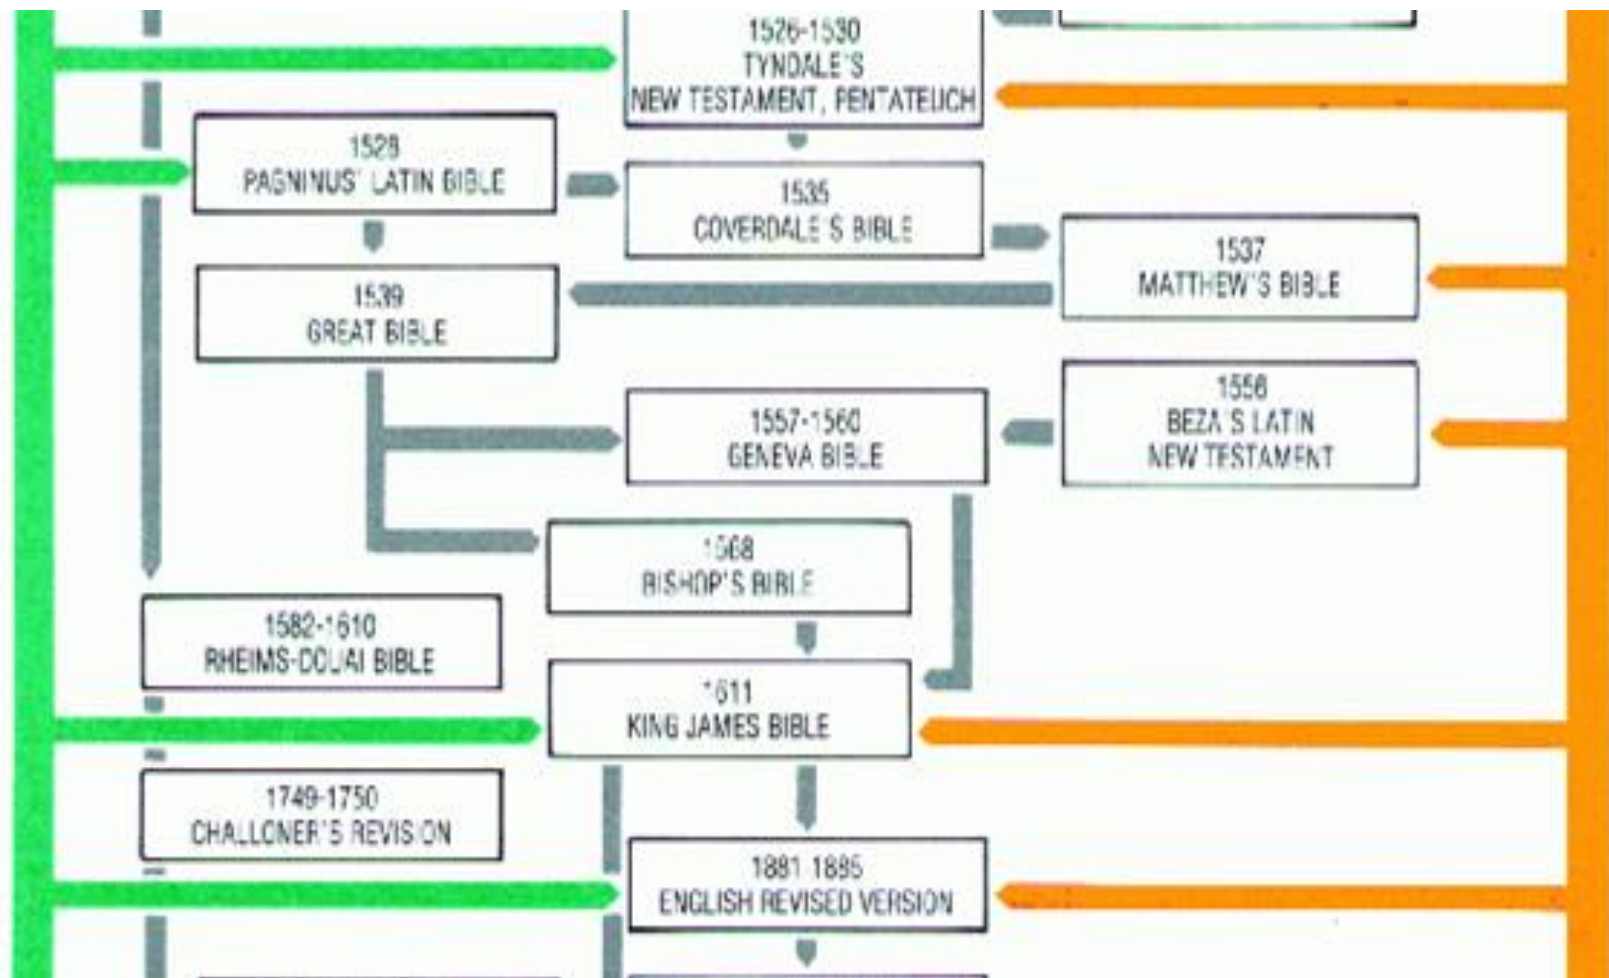 1526-1530
TYNDALE'S
NEW TESTAMENT, PENTATEUCH
1528
PAGNINUS' LATIN BIBLE
1535
COVERDALE'S BIBLE
1537
MATTHEW'S BIBLE
1539
GREAT BIBLE
1556
BEZA'S LATIN
NEW TESTAMENT
1557-1560
GENEVA BIBLE
1568
BISHOP'S BIBLE
1582-1610
RHEIMS-DOUAI BIBLE
1611
KING JAMES BIBLE
1749-1750
CHALLONER'S REVISION
1881-1885
ENGLISH REVISED VERSION